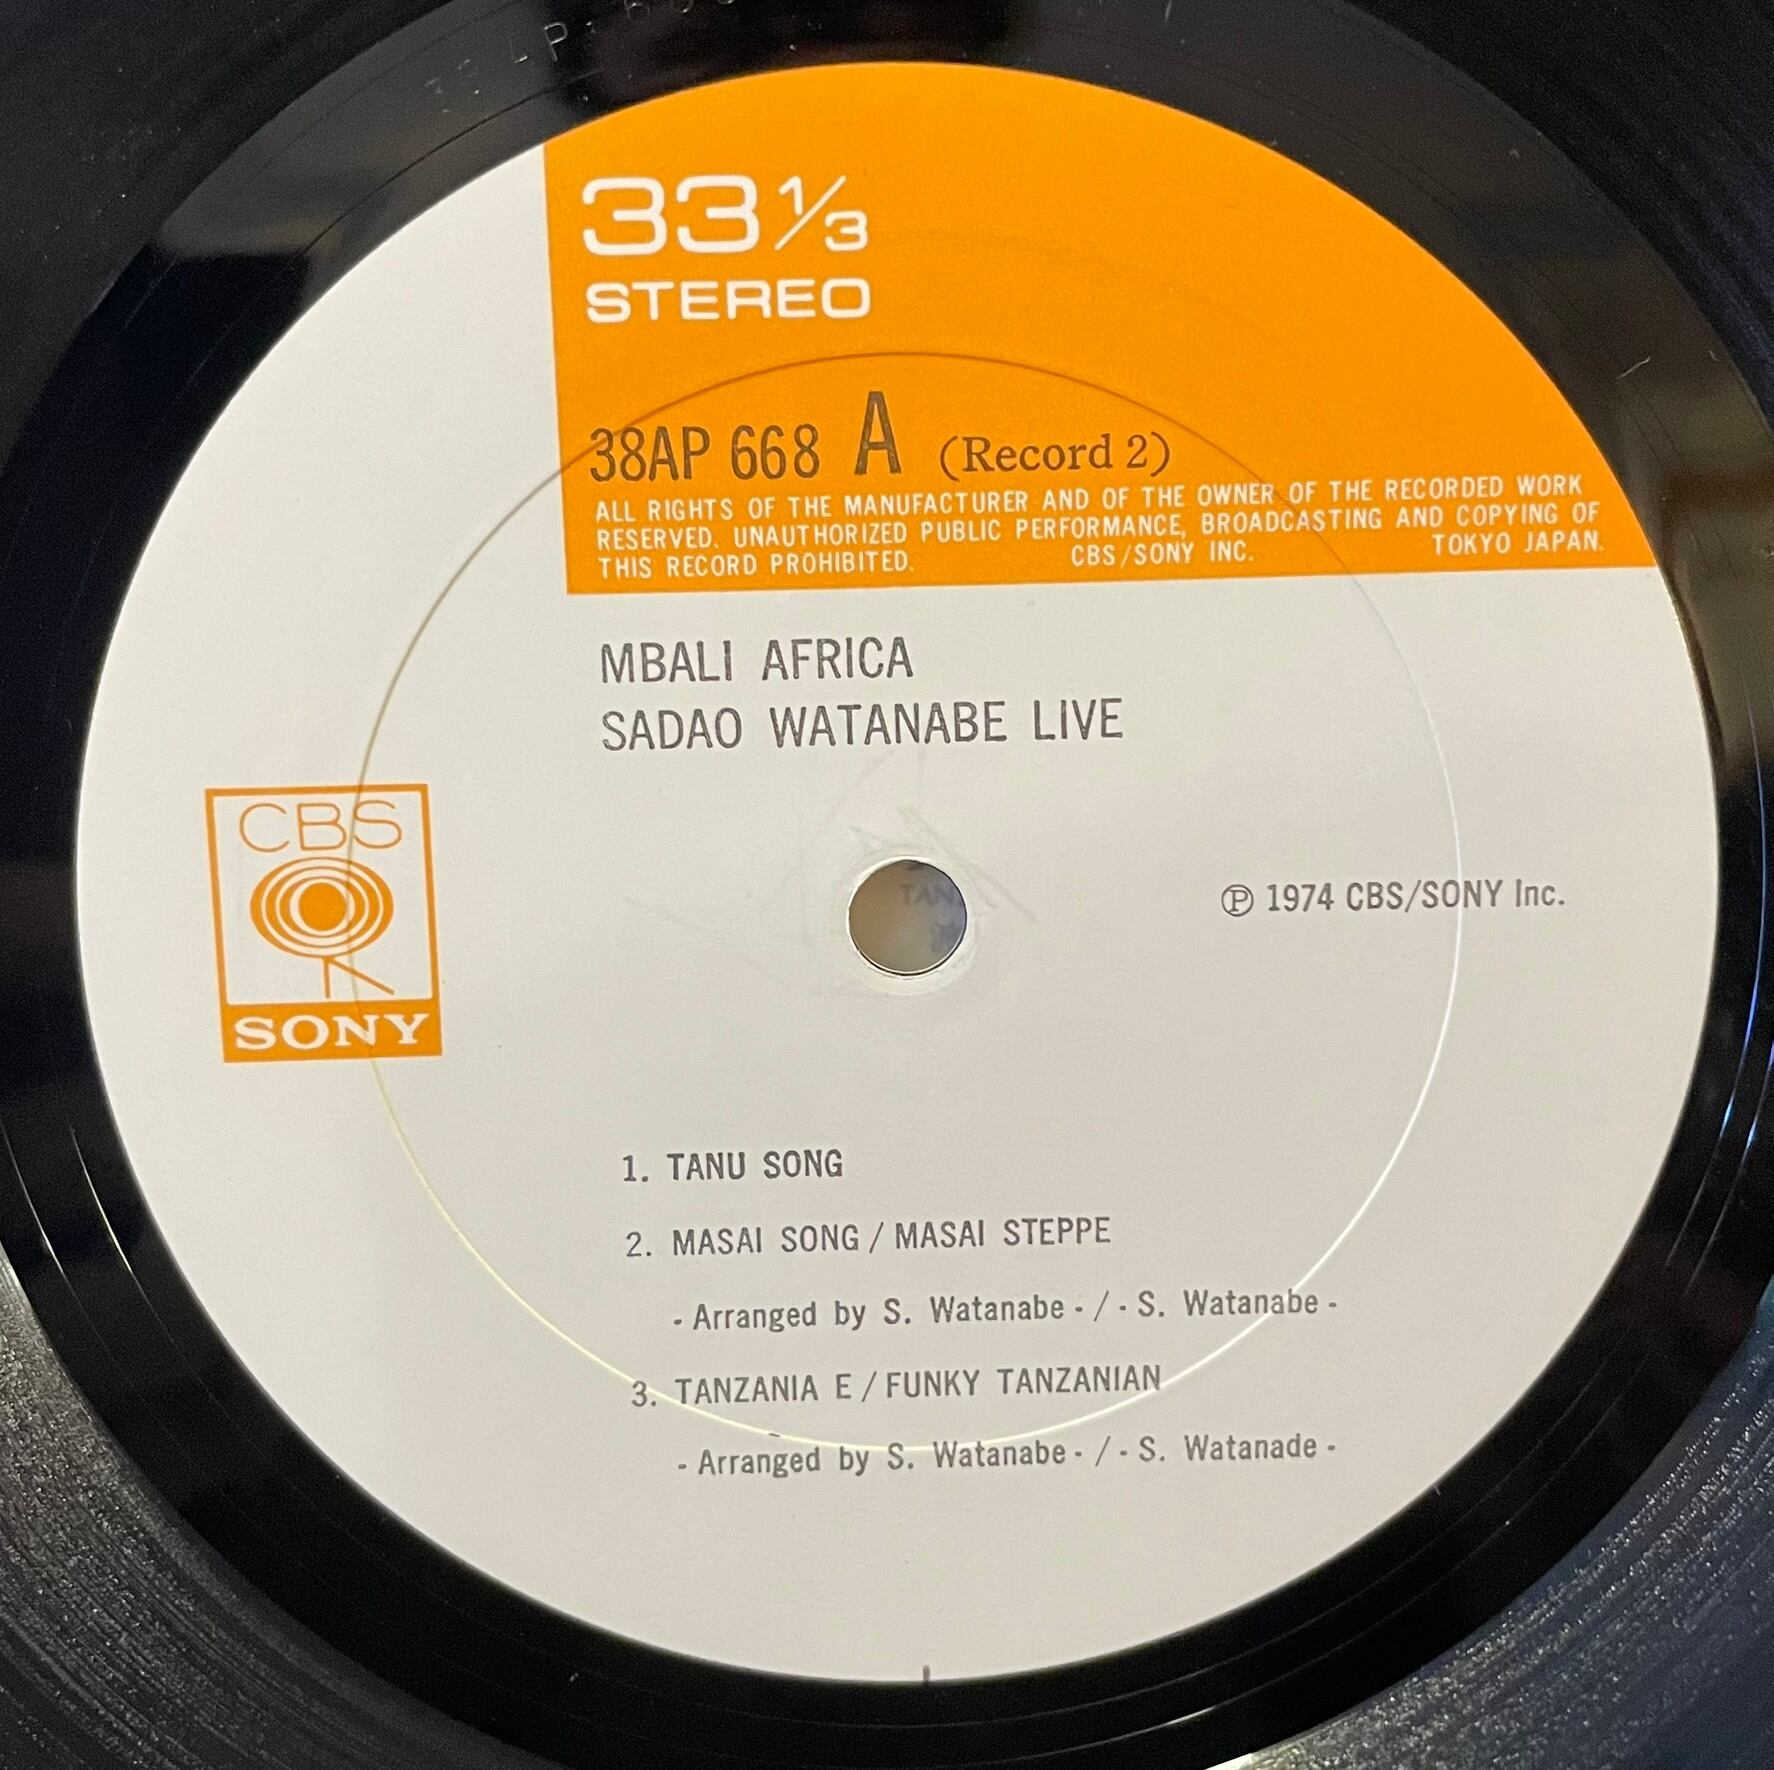 33 1/3
STEREO
38AP 668 A (Record 2)
ALL RIGHTS OF THE MANUFACTURER AND OF THE OWNER OF THE RECORDED WORK
RESERVED. UNAUTHORIZED PUBLIC PERFORMANCE, BROADCASTING AND COPYING OF
THIS RECORD PROHIBITED. CBS/SONY INC. TOKYO JAPAN.
MBALI AFRICA
SADAO WATANABE LIVE
CBS
SONY
℗ 1974 CBS/SONY Inc.
1. TANU SONG
2. MASAI SONG / MASAI STEPPE
- Arranged by S. Watanabe - / - S. Watanabe -
3. TANZANIA E / FUNKY TANZANIAN
- Arranged by S. Watanabe - / - S. Watanade -